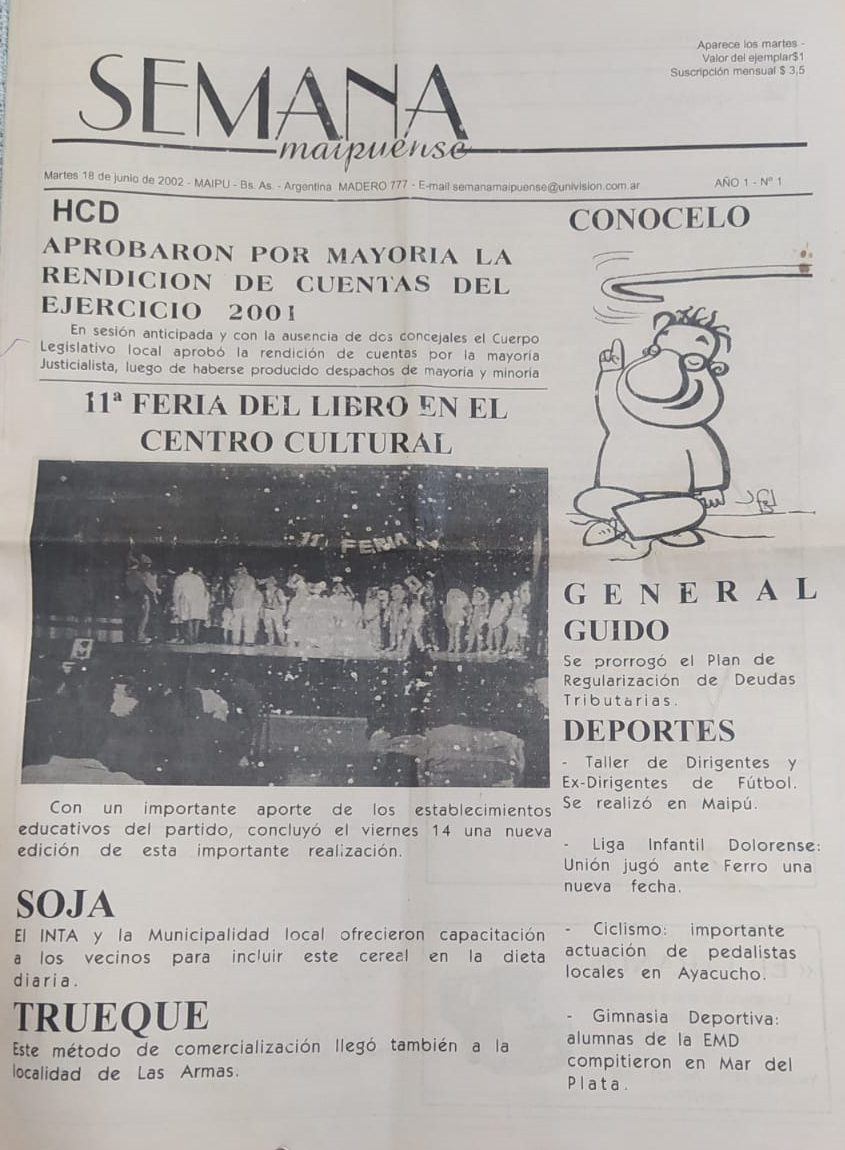 Aparece los martes -
Valor del ejemplar$1
Suscripción mensual $ 3,5
SEMANA
maipuense
Martes 18 de junio de 2002 - MAIPU - Bs. As. - Argentina MADERO 777 - E-mail semanamaipuense@univision.com.ar
AÑO 1 - Nº 1
HCD
APROBARON POR MAYORIA LA
RENDICION DE CUENTAS DEL
EJERCICIO 2001
En sesión anticipada y con la ausencia de dos concejales el Cuerpo
Legislativo local aprobó la rendición de cuentas por la mayoría
Justicialista, luego de haberse producido despachos de mayoría y minoría
11ª FERIA DEL LIBRO EN EL
CENTRO CULTURAL
11 FERIA
Con un importante aporte de los establecimientos
educativos del partido, concluyó el viernes 14 una nueva
edición de esta importante realización.
SOJA
El INTA y la Municipalidad local ofrecieron capacitación
a los vecinos para incluir este cereal en la dieta
diaria.
TRUEQUE
Este método de comercialización llegó también a la
localidad de Las Armas.
CONOCELO
GENERAL
GUIDO
Se prorrogó el Plan de
Regularización de Deudas
Tributarias.
DEPORTES
- Taller de Dirigentes y
Ex-Dirigentes de Fútbol.
Se realizó en Maipú.
- Liga Infantil Dolorense:
Unión jugó ante Ferro una
nueva fecha.
- Ciclismo: importante
actuación de pedalistas
locales en Ayacucho.
- Gimnasia Deportiva:
alumnas de la EMD
compitieron en Mar del
Plata.